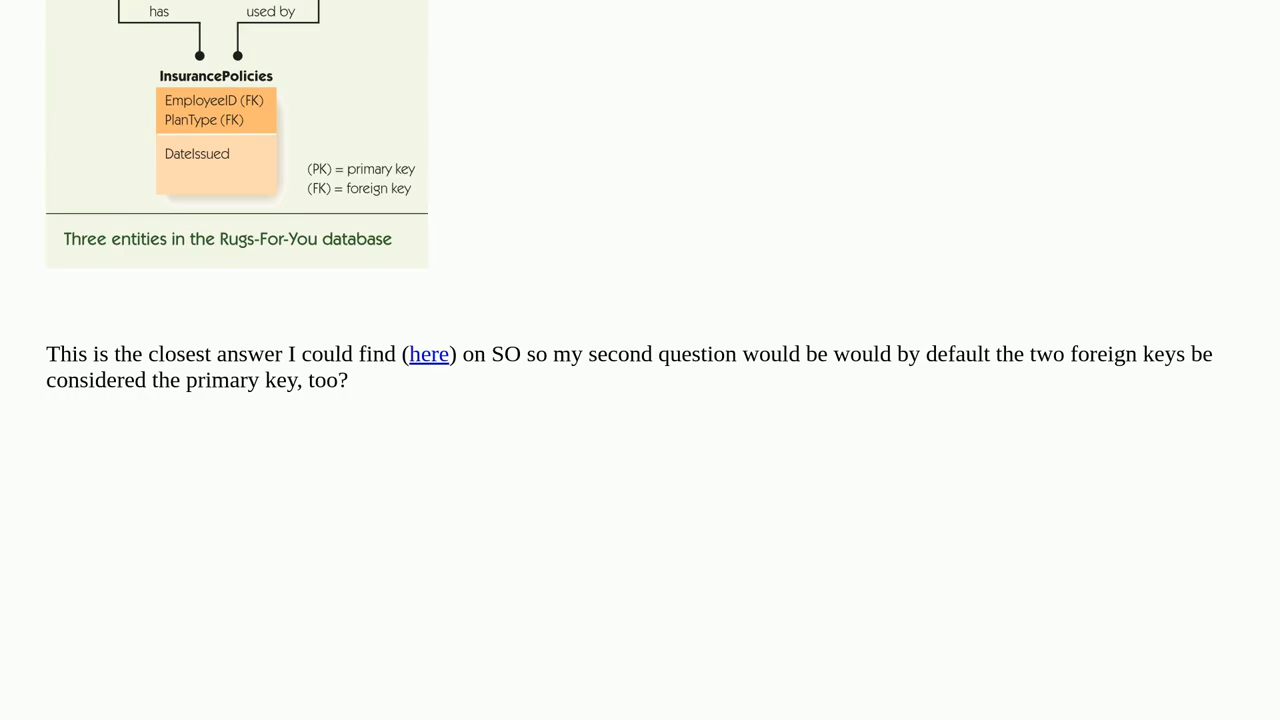 has used by
InsurancePolicies
EmployeeID (FK)
PlanType (FK)
DateIssued
(PK) = primary key
(FK) = foreign key
Three entities in the Rugs-For-You database
This is the closest answer I could find (here) on SO so my second question would be would by default the two foreign keys be
considered the primary key, too?